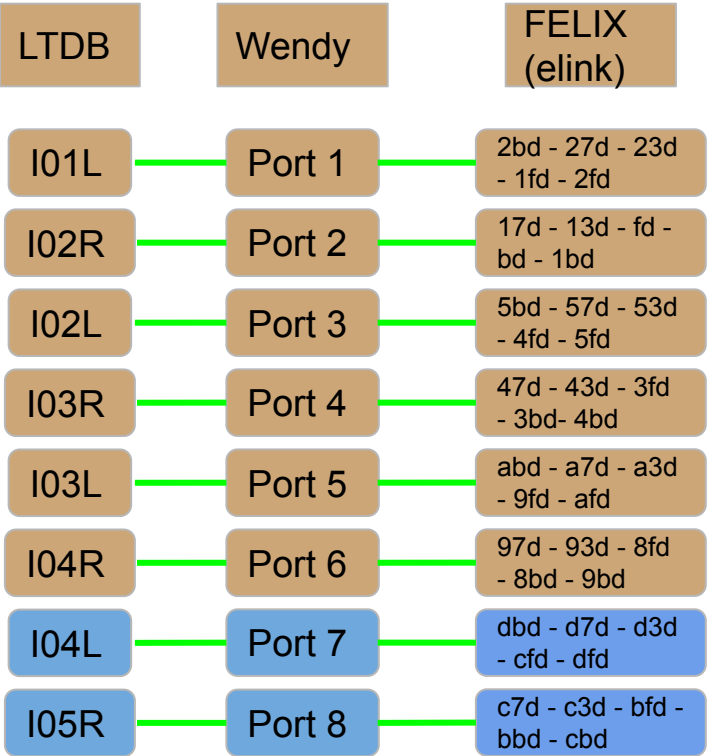 LTDB
Wendy
FELIX
(elink)
I01L
Port 1
2bd - 27d - 23d
- 1fd - 2fd
I02R
Port 2
17d - 13d - fd -
bd - 1bd
I02L
Port 3
5bd - 57d - 53d
- 4fd - 5fd
I03R
Port 4
47d - 43d - 3fd
- 3bd- 4bd
I03L
Port 5
abd - a7d - a3d
- 9fd - afd
I04R
Port 6
97d - 93d - 8fd
- 8bd - 9bd
I04L
Port 7
dbd - d7d - d3d
- cfd - dfd
I05R
Port 8
c7d - c3d - bfd -
bbd - cbd